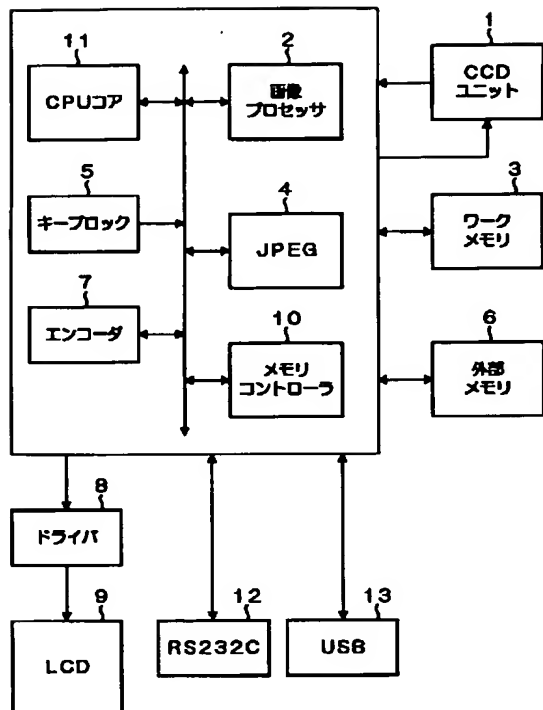 11
CPUコア
2
画像
プロセッサ
1
CCD
ユニット
5
キーブロック
4
JPEG
3
ワーク
メモリ
7
エンコーダ
10
メモリ
コントローラ
6
外部
メモリ
8
ドライバ
9
LCD
12
RS232C
13
USB